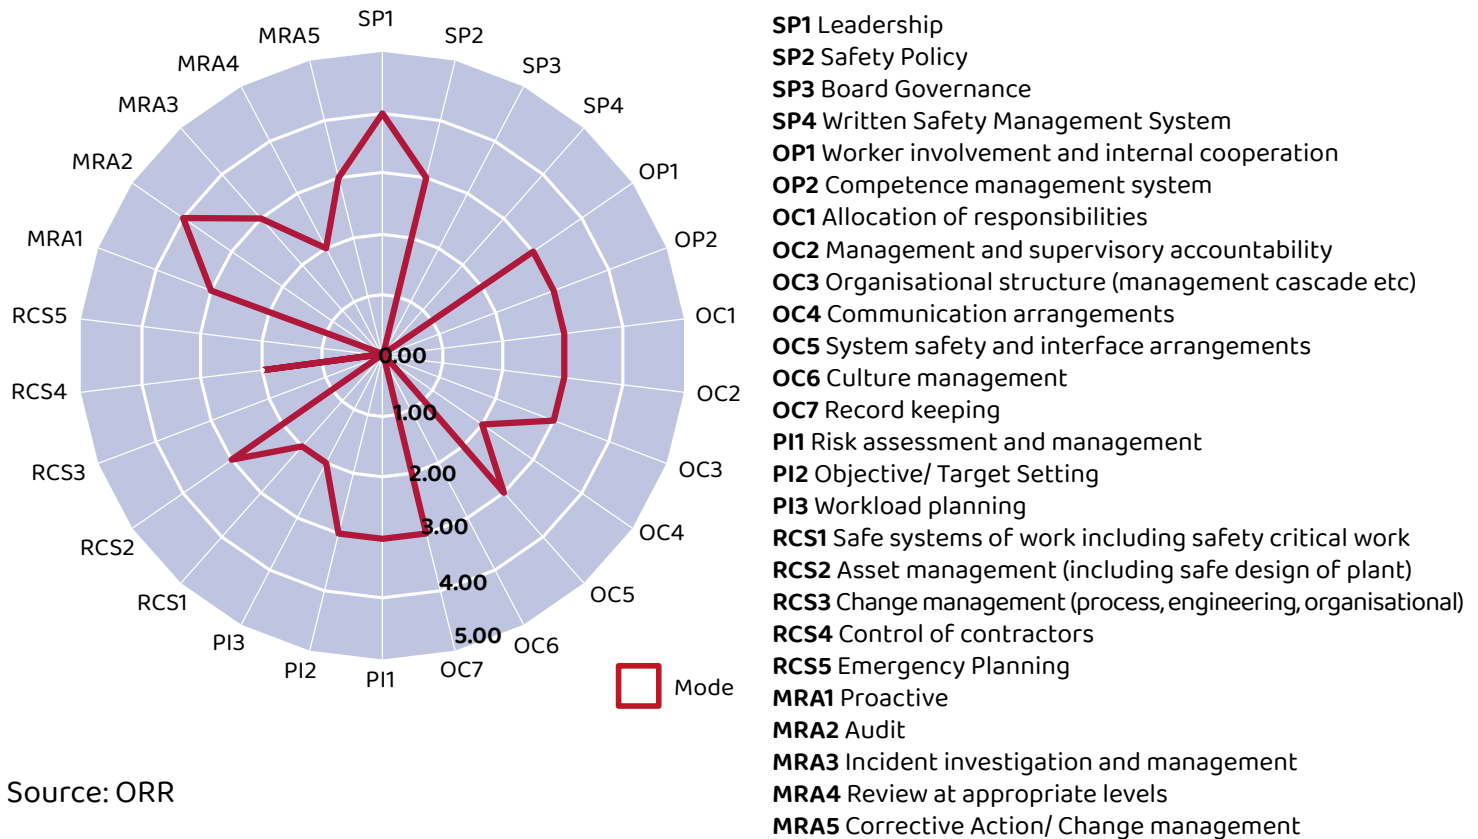 SP1
SP2
SP3
SP4
OP1
OP2
OC1
OC2
OC3
OC4
OC5
OC6
OC7
PI1
PI2
PI3
RCS1
RCS2
RCS3
RCS4
RCS5
MRA1
MRA2
MRA3
MRA4
MRA5
0.00
1.00
2.00
3.00
4.00
5.00
Mode
Source: ORR
SP1 Leadership
SP2 Safety Policy
SP3 Board Governance
SP4 Written Safety Management System
OP1 Worker involvement and internal cooperation
OP2 Competence management system
OC1 Allocation of responsibilities
OC2 Management and supervisory accountability
OC3 Organisational structure (management cascade etc)
OC4 Communication arrangements
OC5 System safety and interface arrangements
OC6 Culture management
OC7 Record keeping
PI1 Risk assessment and management
PI2 Objective/ Target Setting
PI3 Workload planning
RCS1 Safe systems of work including safety critical work
RCS2 Asset management (including safe design of plant)
RCS3 Change management (process, engineering, organisational)
RCS4 Control of contractors
RCS5 Emergency Planning
MRA1 Proactive
MRA2 Audit
MRA3 Incident investigation and management
MRA4 Review at appropriate levels
MRA5 Corrective Action/ Change management